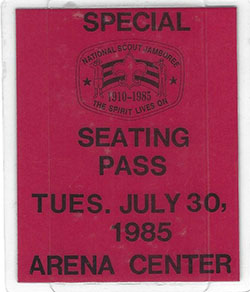 SPECIAL
NATIONAL SCOUT JAMBOREE
1910-1985
THE SPIRIT LIVES ON
SEATING
PASS
TUES. JULY 30,
1985
ARENA CENTER